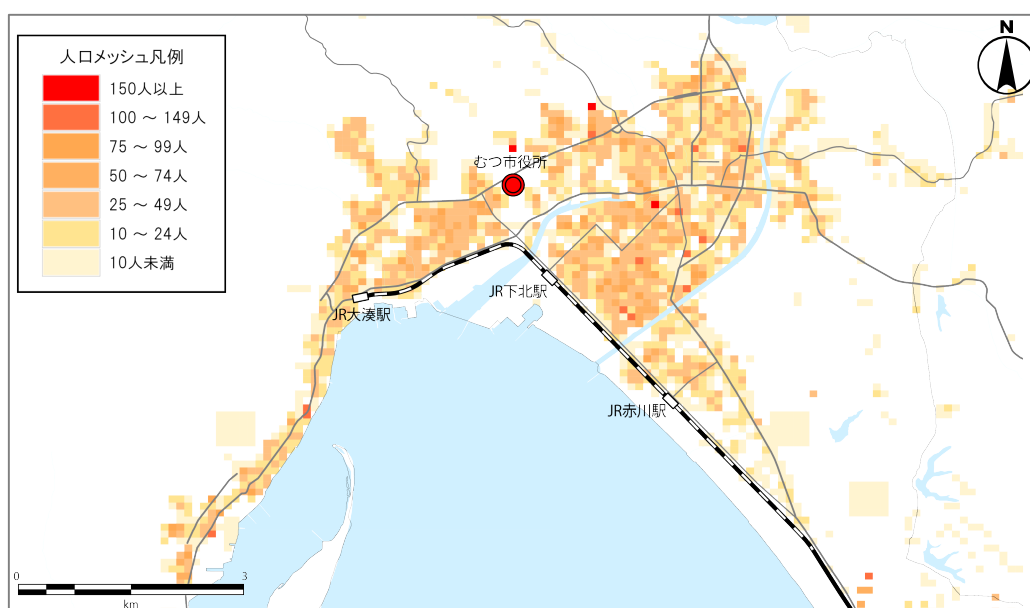 人口メッシュ凡例
150人以上
100 ～ 149人
75 ～ 99人
50 ～ 74人
25 ～ 49人
10 ～ 24人
10人未満
N
むつ市役所
JR下北駅
JR大湊駅
JR赤川駅
0 3
km